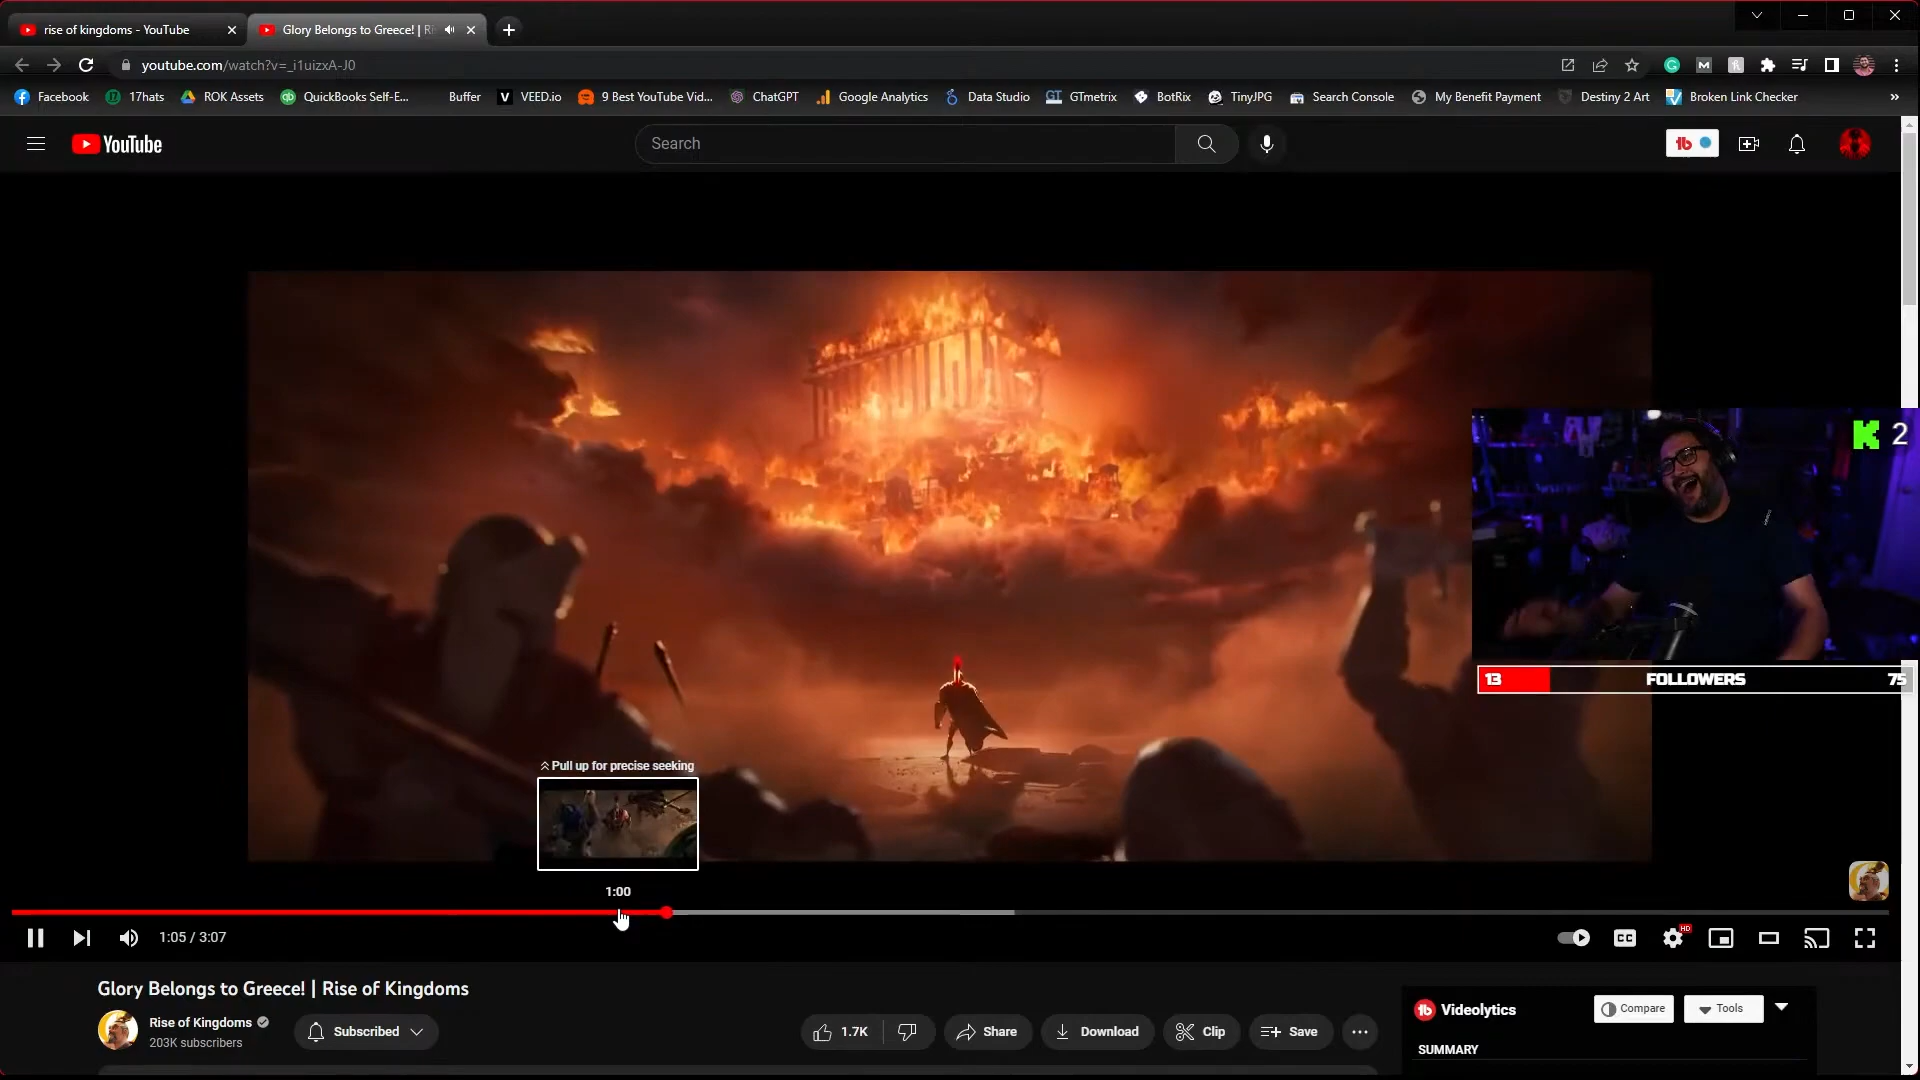 rise of kingdoms - YouTube
Glory Belongs to Greece! | Ri
youtube.com/watch?v=_i1uizxA-J0
Facebook
17hats
ROK Assets
QuickBooks Self-E...
Buffer
VEED.io
9 Best YouTube Vid...
ChatGPT
Google Analytics
Data Studio
GTmetrix
BotRix
TinyJPG
Search Console
My Benefit Payment
Destiny 2 Art
Broken Link Checker
»
YouTube
Search
K 2
13 FOLLOWERS 75
Pull up for precise seeking
1:00
1:05 / 3:07
CC
HD
Glory Belongs to Greece! | Rise of Kingdoms
Rise of Kingdoms
203K subscribers
Subscribed
1.7K
Share
Download
Clip
Save
Videolytics
Compare
Tools
SUMMARY